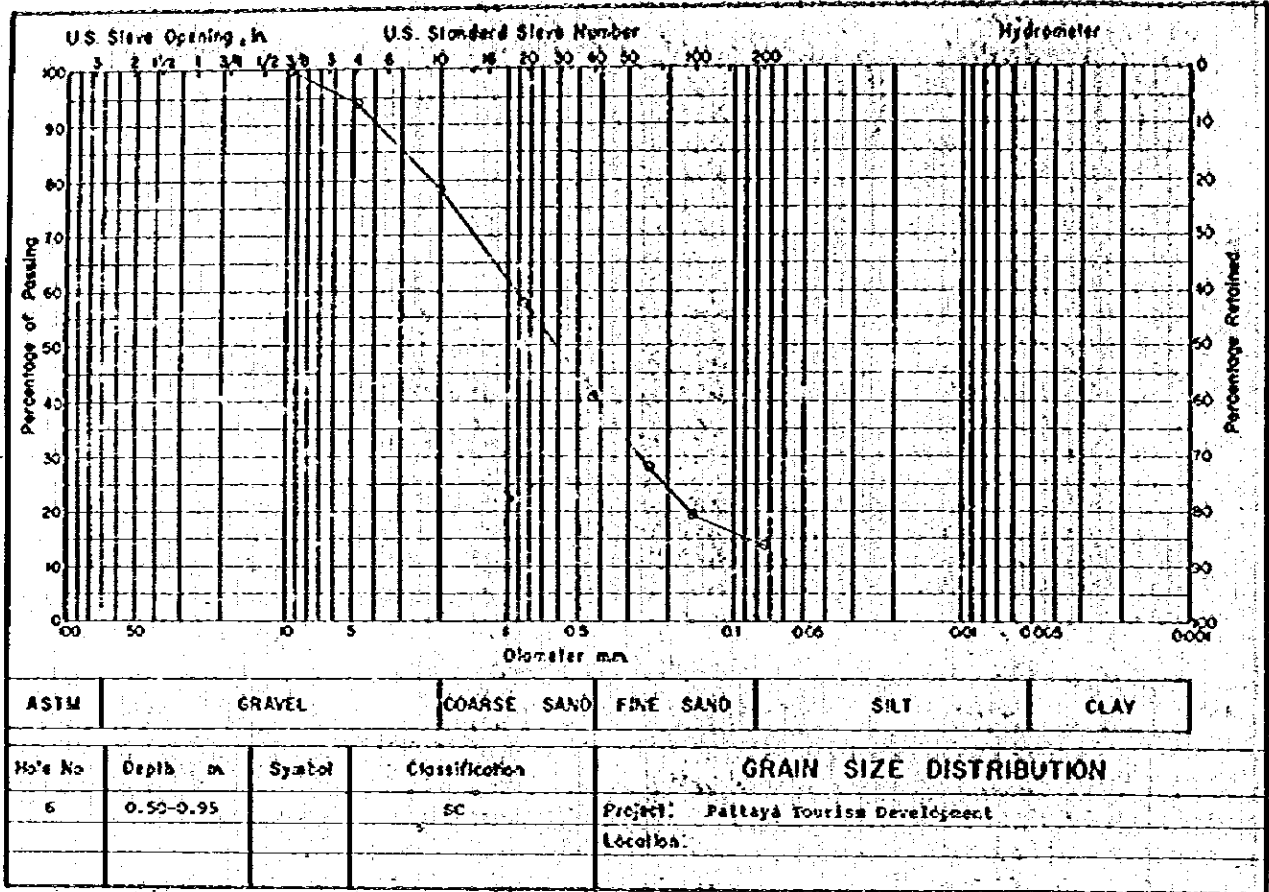 U.S. Sieve Opening, in
U.S. Standard Sieve Number
Hydrometer
3 2 1 1/2 1 3/4 1/2 3/8 3 4 6 10 16 20 30 40 50 100 200
100 0
90 10
80 20
70 30
60 40
50 50
40 60
30 70
20 80
10 90
0 100
Percentage of Passing
Percentage Retained
100 50 10 5 1 0.5 0.1 0.05 0.01 0.005 0.001
Diameter mm
ASTM GRAVEL COARSE SAND FINE SAND SILT CLAY
Hole No Depth m Symbol Classification GRAIN SIZE DISTRIBUTION
6 0.50-0.95 SC Project: Pattaya Tourism Development
Location: